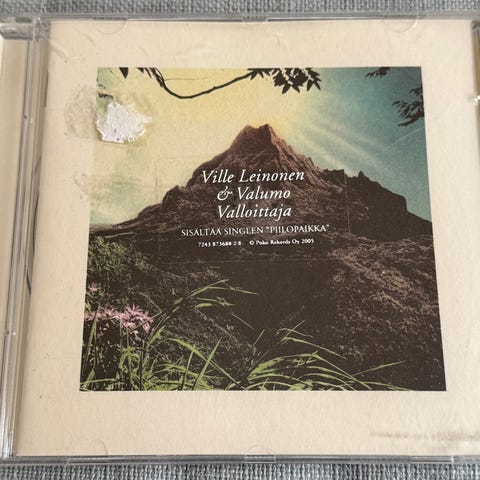 Ville Leinonen
& Valumo
Valloittaja
SISÄLTÄÄ SINGLEN "PIILOPAIKKA"
7243 873688 2 8 © Poko Rekords Oy 2005